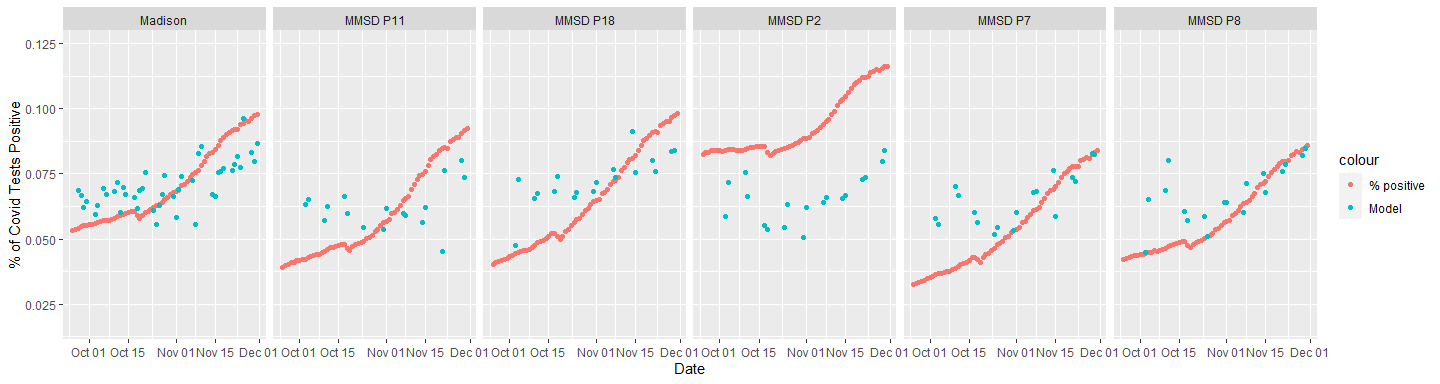 Madison MMSD P11 MMSD P18 MMSD P2 MMSD P7 MMSD P8
% of Covid Tests Positive
0.125
0.100
0.075
0.050
0.025
Oct 01 Oct 15 Nov 01 Nov 15 Dec 01 Oct 01 Oct 15 Nov 01 Nov 15 Dec 01 Oct 01 Oct 15 Nov 01 Nov 15 Dec 01 Oct 01 Oct 15 Nov 01 Nov 15 Dec 01 Oct 01 Oct 15 Nov 01 Nov 15 Dec 01 Oct 01 Oct 15 Nov 01 Nov 15 Dec 01
Date
colour
% positive
Model